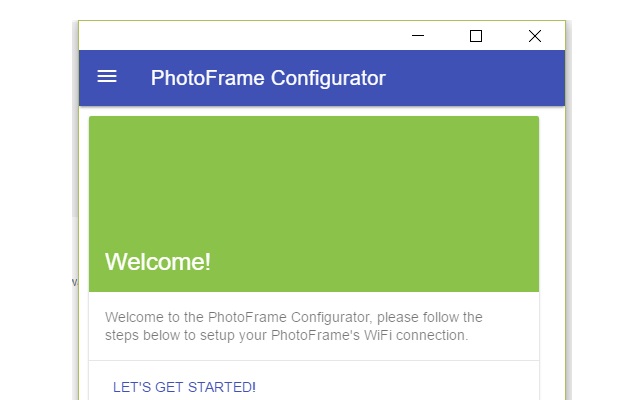 PhotoFrame Configurator
Welcome!
Welcome to the PhotoFrame Configurator, please follow the
steps below to setup your PhotoFrame's WiFi connection.
LET'S GET STARTED!